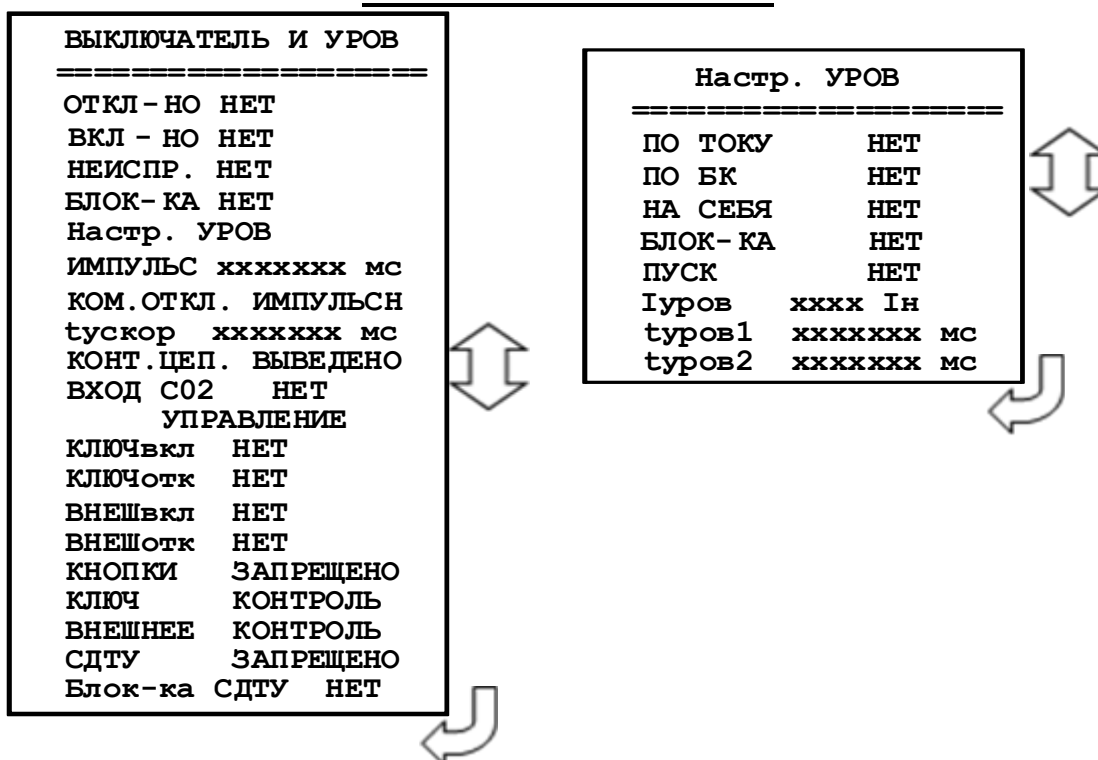 ВЫКЛЮЧАТЕЛЬ И УРОВ
====================
ОТКЛ-НО НЕТ
ВКЛ - НО НЕТ
НЕИСПР. НЕТ
БЛОК-КА НЕТ
Настр. УРОВ
ИМПУЛЬС xxxxxxx мс
КОМ.ОТКЛ. ИМПУЛЬСН
tускор xxxxxxx мс
КОНТ.ЦЕП. ВЫВЕДЕНО
ВХОД C02 НЕТ
УПРАВЛЕНИЕ
КЛЮЧвкл НЕТ
КЛЮЧотк НЕТ
ВНЕШвкл НЕТ
ВНЕШотк НЕТ
КНОПКИ ЗАПРЕЩЕНО
КЛЮЧ КОНТРОЛЬ
ВНЕШНЕЕ КОНТРОЛЬ
СДТУ ЗАПРЕЩЕНО
Блок-ка СДТУ НЕТ
Настр. УРОВ
====================
ПО ТОКУ НЕТ
ПО БК НЕТ
НА СЕБЯ НЕТ
БЛОК-КА НЕТ
ПУСК НЕТ
Iуров xxxx Iн
tуров1 xxxxxxx мс
tуров2 xxxxxxx мс